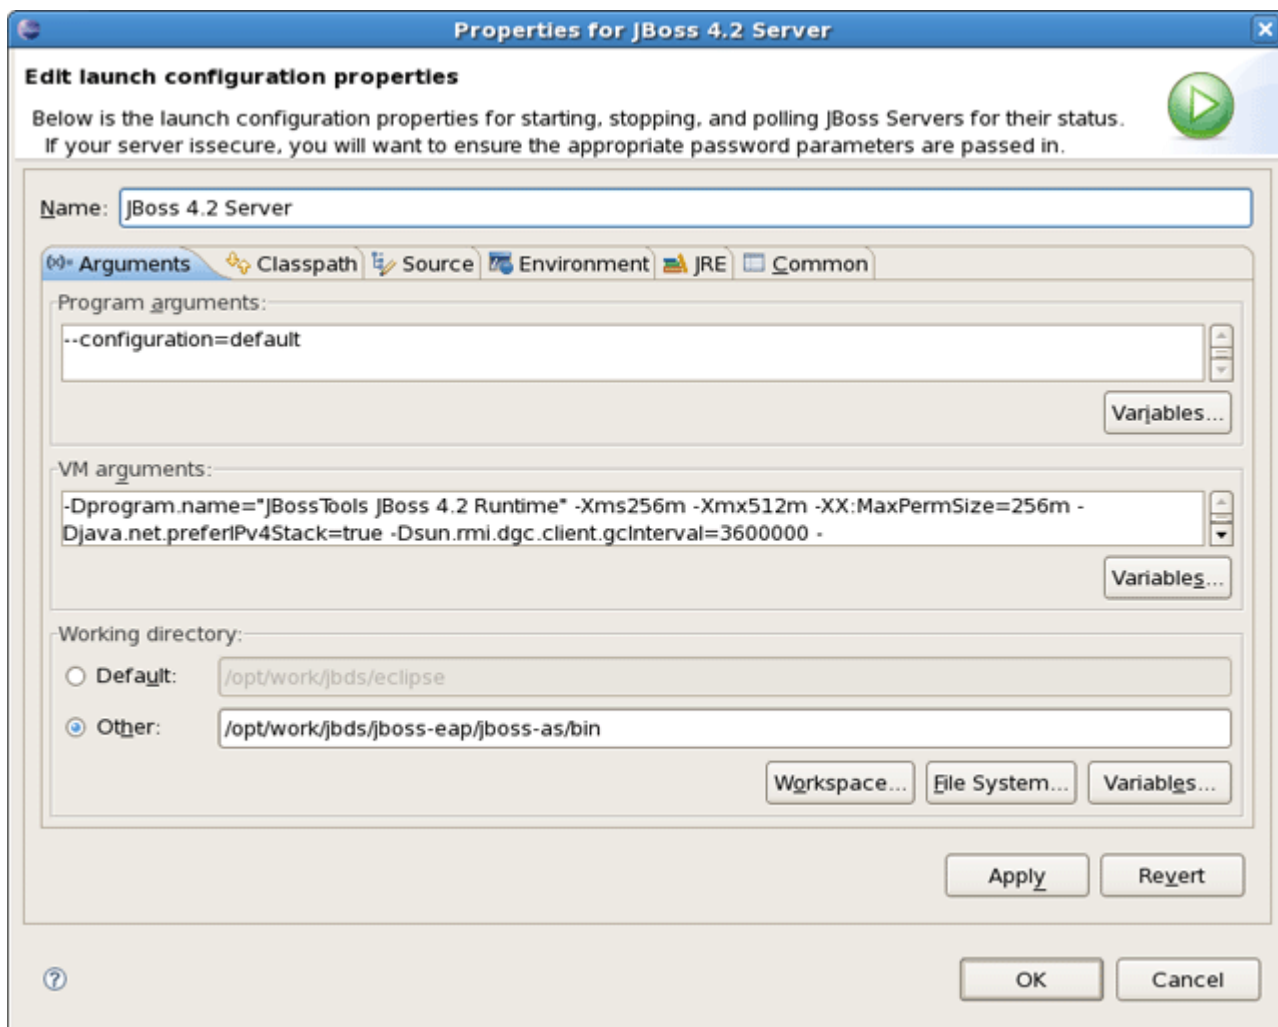 Properties for JBoss 4.2 Server
Edit launch configuration properties
Below is the launch configuration properties for starting, stopping, and polling JBoss Servers for their status.
If your server issecure, you will want to ensure the appropriate password parameters are passed in.
Name: JBoss 4.2 Server
(x)= Arguments Classpath Source Environment JRE Common
Program arguments:
--configuration=default
Variables...
VM arguments:
-Dprogram.name="JBossTools JBoss 4.2 Runtime" -Xms256m -Xmx512m -XX:MaxPermSize=256m -
Djava.net.preferIPv4Stack=true -Dsun.rmi.dgc.client.gcInterval=3600000 -
Variables...
Working directory:
Default: /opt/work/jbds/eclipse
Other: /opt/work/jbds/jboss-eap/jboss-as/bin
Workspace... File System... Variables...
Apply Revert
? OK Cancel